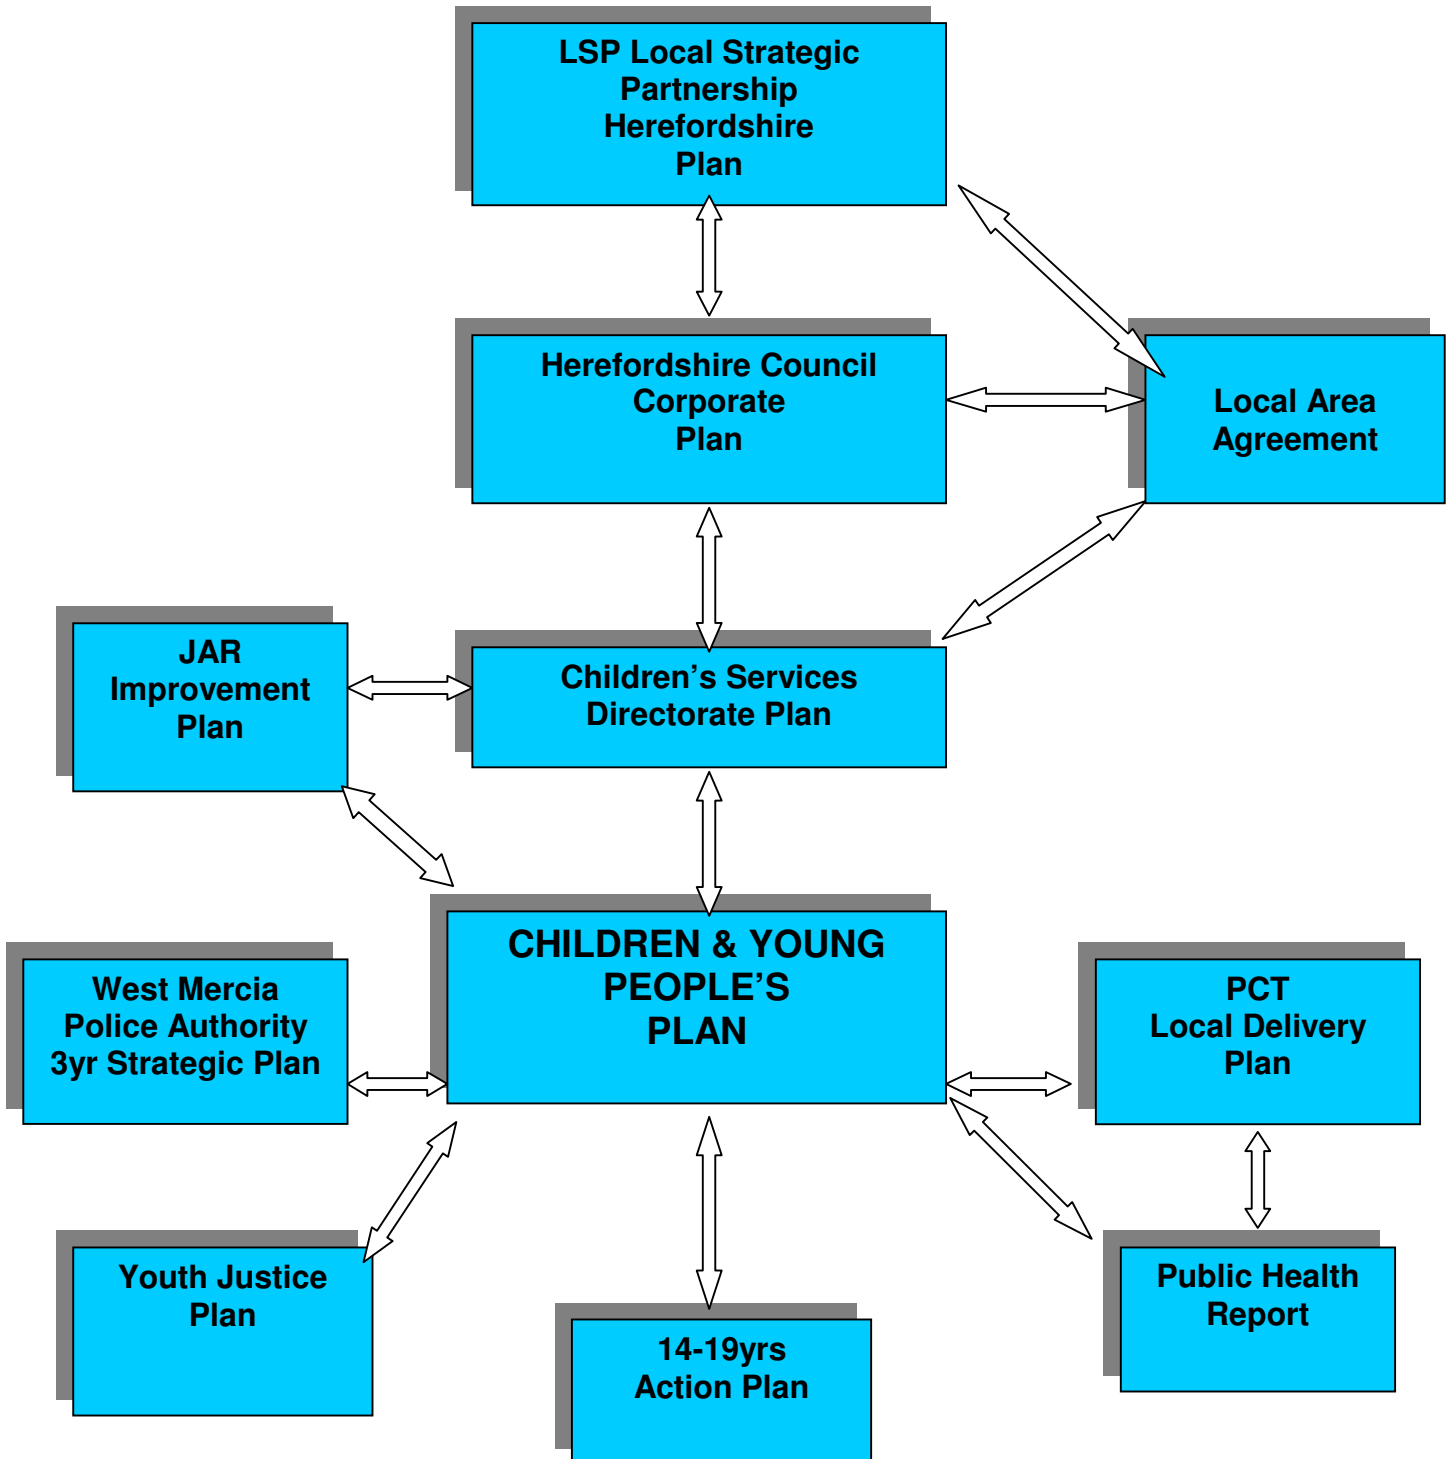 LSP Local Strategic
Partnership
Herefordshire
Plan
Herefordshire Council
Corporate
Plan
Local Area
Agreement
JAR
Improvement
Plan
Children’s Services
Directorate Plan
CHILDREN & YOUNG
PEOPLE’S
PLAN
West Mercia
Police Authority
3yr Strategic Plan
PCT
Local Delivery
Plan
Youth Justice
Plan
14-19yrs
Action Plan
Public Health
Report